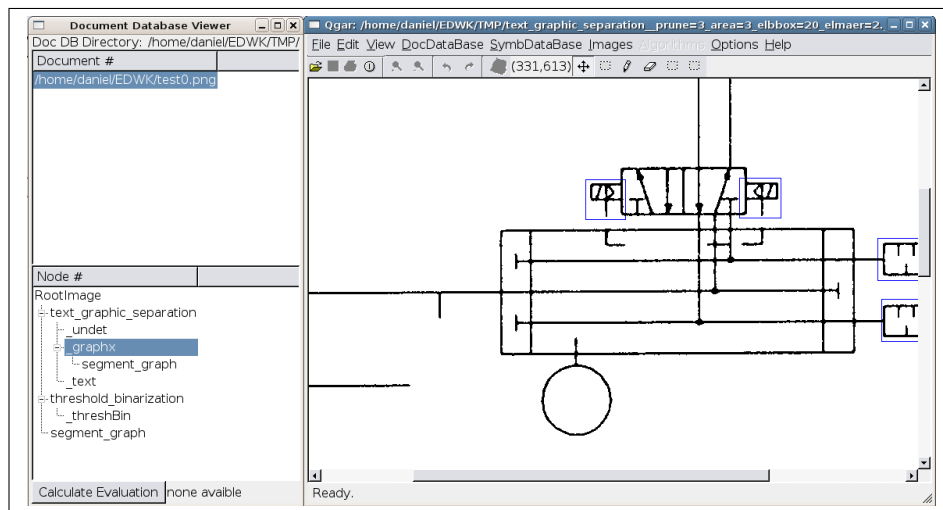 Document Database Viewer
Doc DB Directory: /home/daniel/EDWK/TMP/
Document #
/home/daniel/EDWK/test0.png
Node #
RootImage
text_graphic_separation
_undet
_graphx
segment_graph
_text
threshold_binarization
_threshBin
segment_graph
Calculate Evaluation none avaible
Qgar: /home/daniel/EDWK/TMP/text_graphic_separation__prune=3_area=3_elbbox=20_elmaer=2.
File Edit View DocDataBase SymbDataBase Images Algorithms Options Help
(331,613)
Ready.